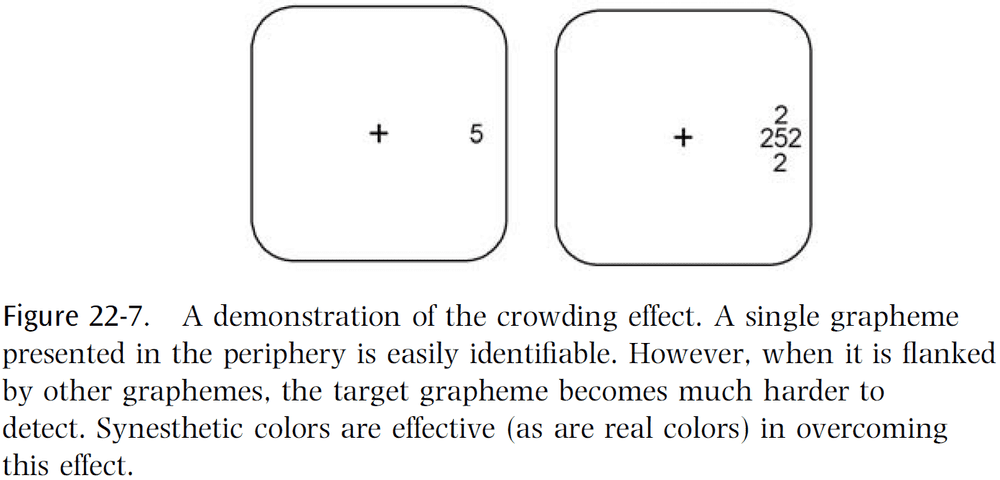 + 5
+
2
252
2
Figure 22-7. A demonstration of the crowding effect. A single grapheme
presented in the periphery is easily identifiable. However, when it is flanked
by other graphemes, the target grapheme becomes much harder to
detect. Synesthetic colors are effective (as are real colors) in overcoming
this effect.